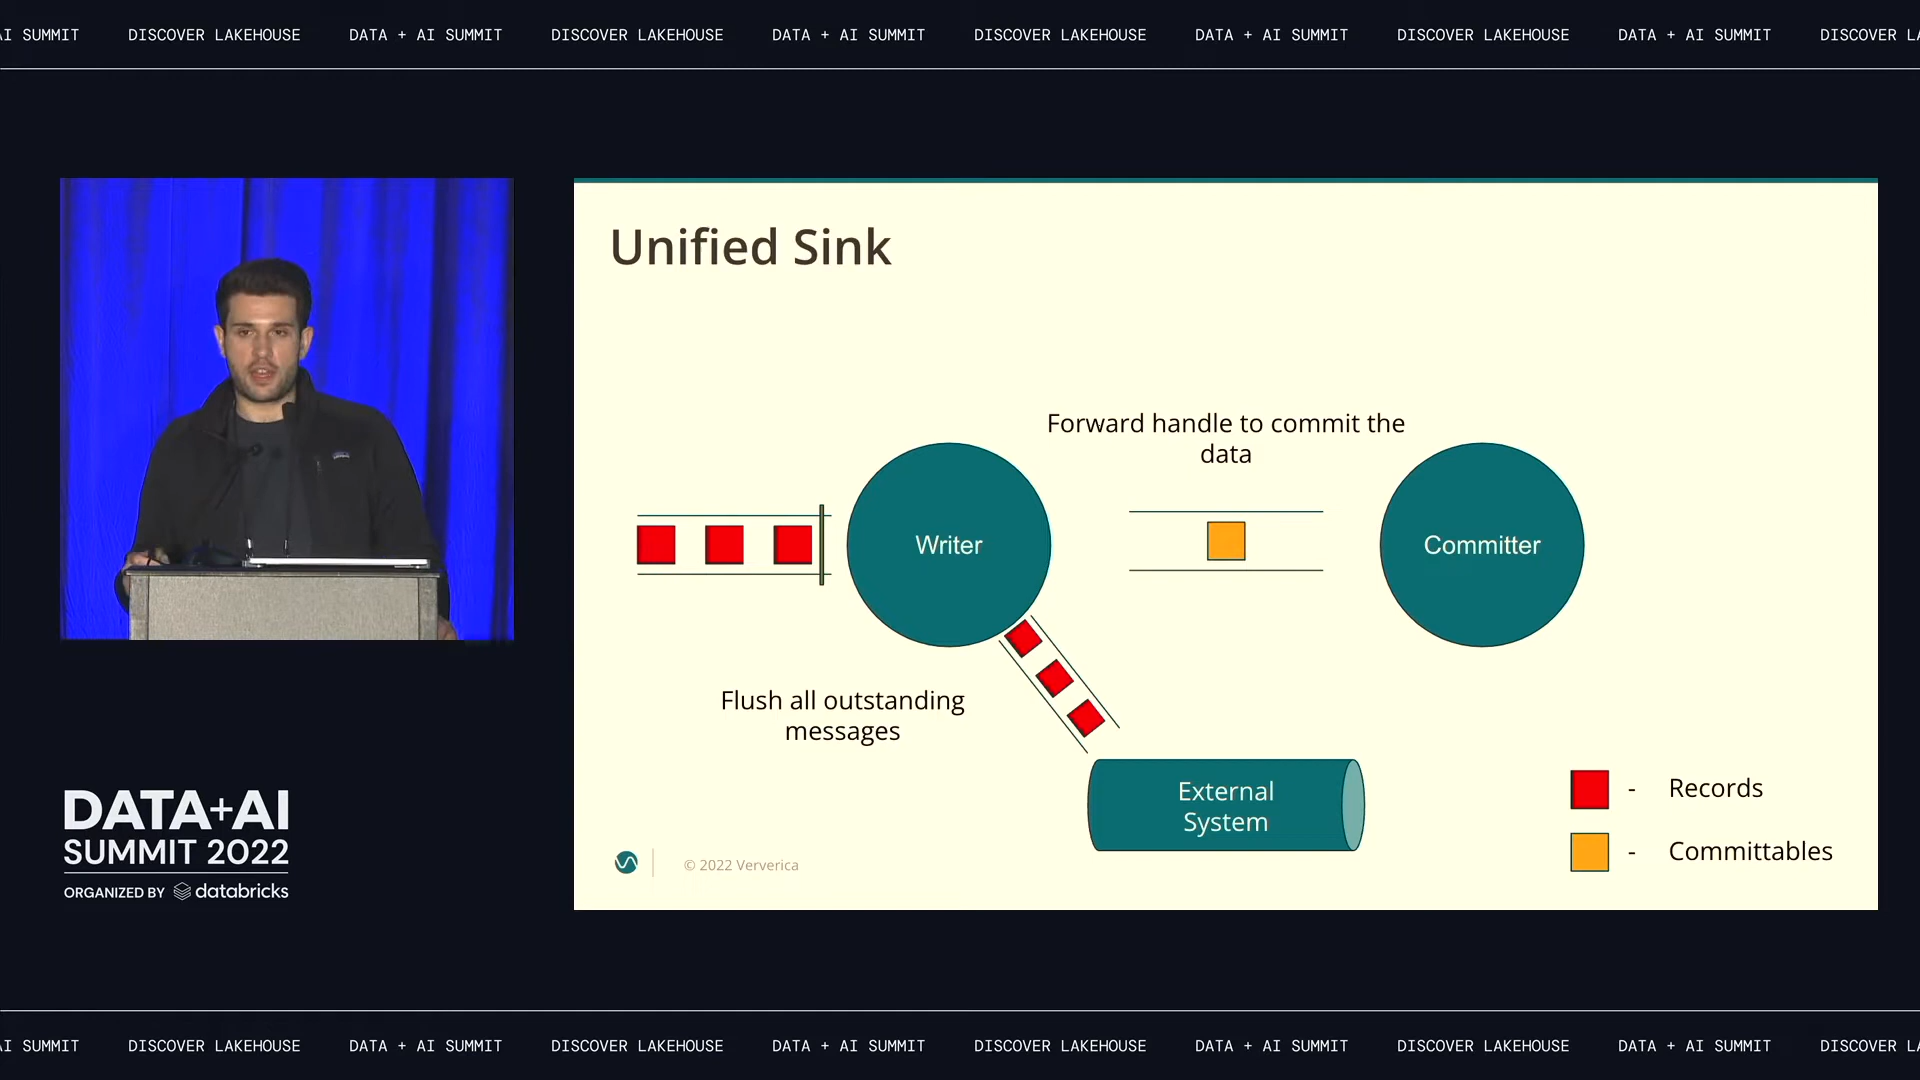 AI SUMMIT DISCOVER LAKEHOUSE DATA + AI SUMMIT DISCOVER LAKEHOUSE DATA + AI SUMMIT DISCOVER LAKEHOUSE DATA + AI SUMMIT DISCOVER LAKEHOUSE DATA + AI SUMMIT DISCOVER LA
Unified Sink
Forward handle to commit the
data
Writer
Committer
Flush all outstanding
messages
External
System
- Records
- Committables
© 2022 Ververica
DATA+AI
SUMMIT 2022
ORGANIZED BY databricks
AI SUMMIT DISCOVER LAKEHOUSE DATA + AI SUMMIT DISCOVER LAKEHOUSE DATA + AI SUMMIT DISCOVER LAKEHOUSE DATA + AI SUMMIT DISCOVER LAKEHOUSE DATA + AI SUMMIT DISCOVER LA